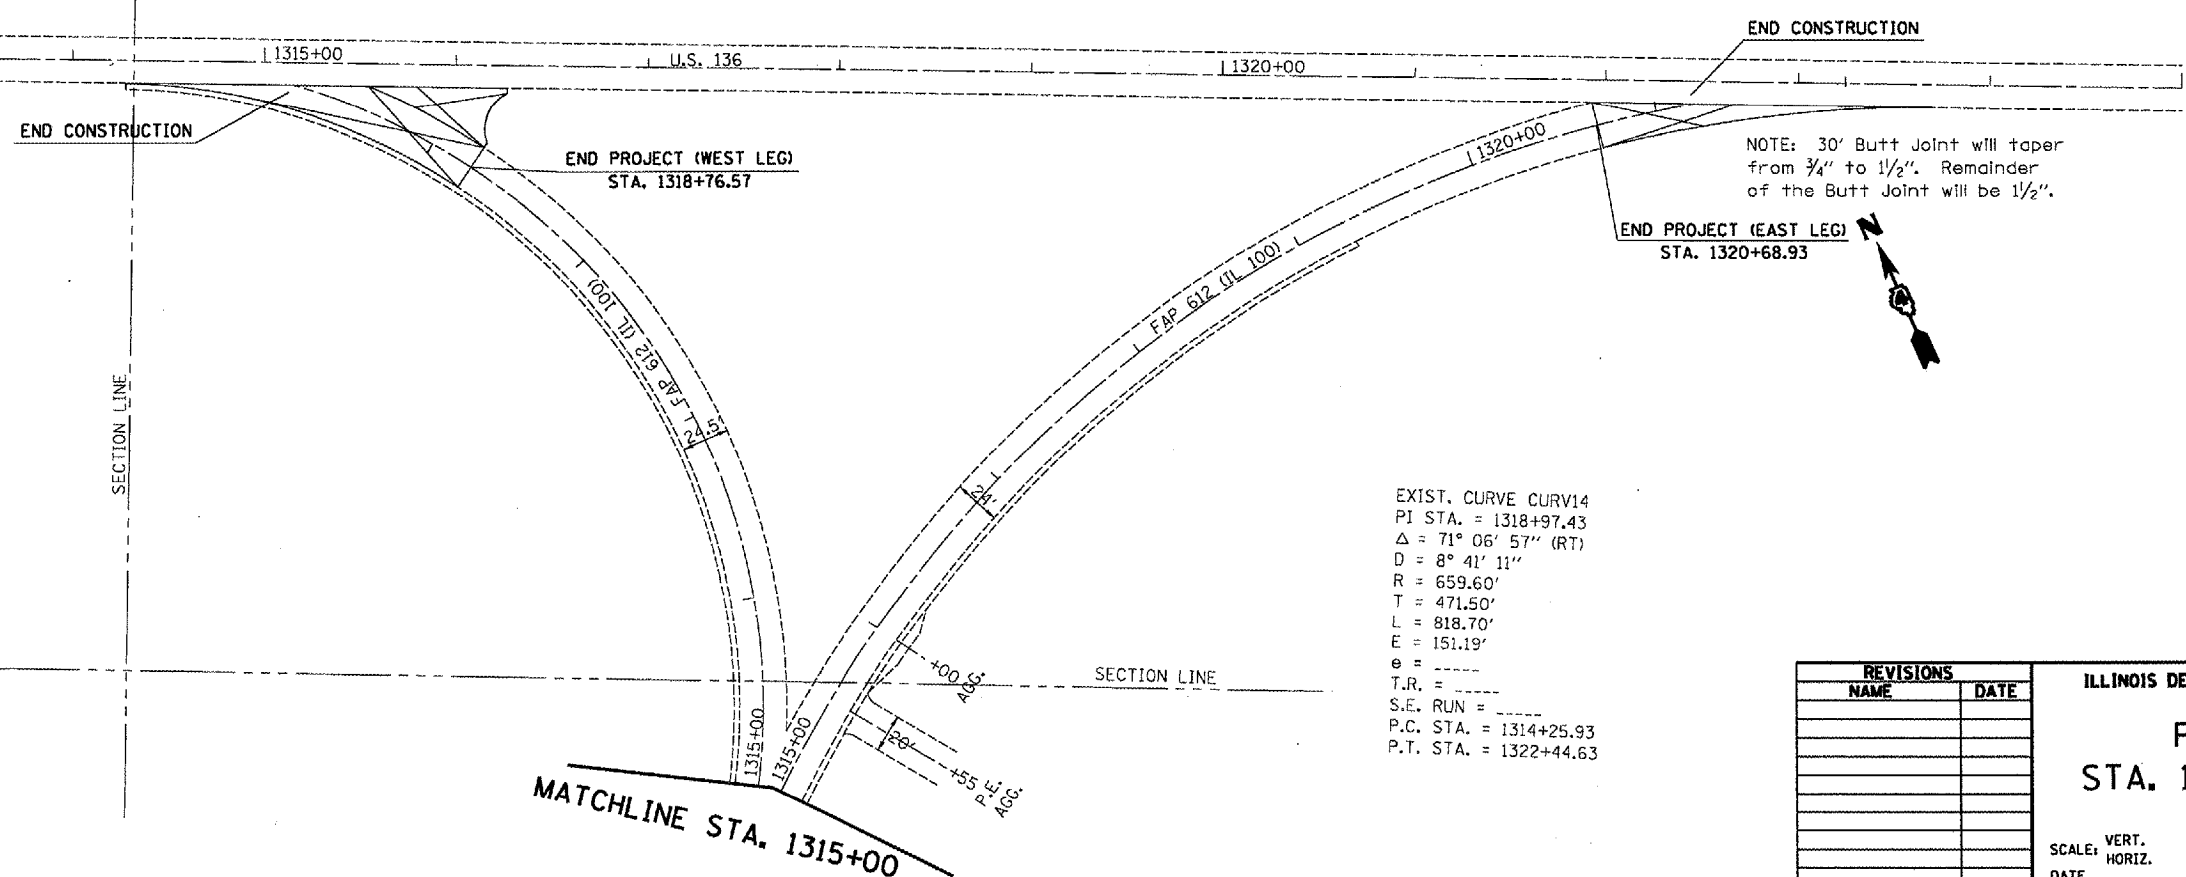 END CONSTRUCTION
1315+00
U.S. 136
1320+00
END CONSTRUCTION
END PROJECT (WEST LEG)
STA. 1318+76.57
1320+00
NOTE: 30' Butt Joint will taper
from 3/4" to 1 1/2". Remainder
of the Butt Joint will be 1 1/2".
END PROJECT (EAST LEG)
STA. 1320+68.93
N
FAP 612 (IL 100)
FAP 612 (IL 100)
SECTION LINE
24.5'
24'
EXIST. CURVE CURV14
PI STA. = 1318+97.43
Δ = 71° 06' 57" (RT)
D = 8° 41' 11"
R = 659.60'
T = 471.50'
L = 818.70'
E = 151.19'
e = -----
T.R. = -----
S.E. RUN = -----
P.C. STA. = 1314+25.93
P.T. STA. = 1322+44.63
SECTION LINE
+00
AGG.
20'
+55
P.E.
AGG.
1315+00
1315+00
MATCHLINE STA. 1315+00
REVISIONS
NAME DATE
ILLINOIS DE
P
STA. 1
SCALE: VERT.
HORIZ.
DATE